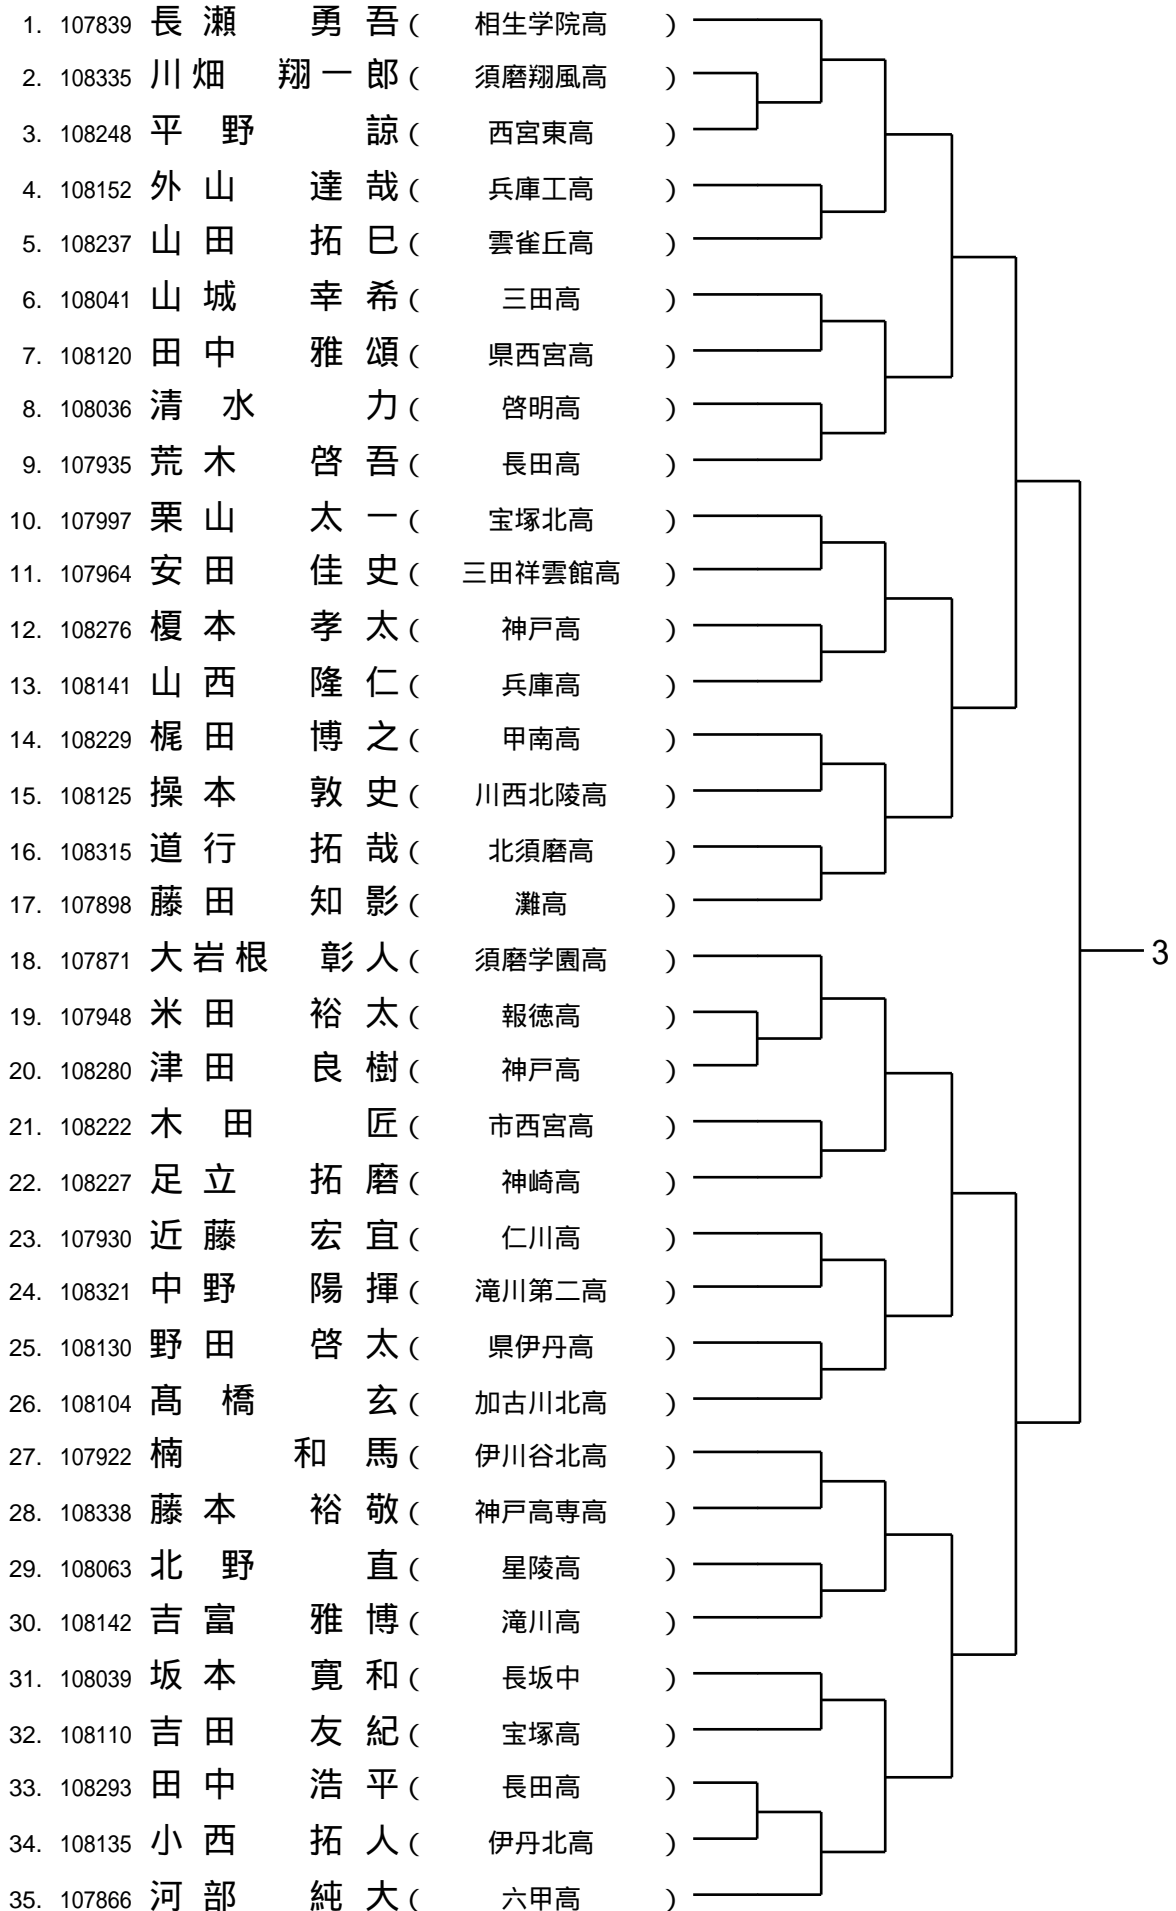 1. 107839 長瀬 勇吾 ( 相生学院高 )
2. 108335 川畑 翔一郎 ( 須磨翔風高 )
3. 108248 平野 諒 ( 西宮東高 )
4. 108152 外山 達哉 ( 兵庫工高 )
5. 108237 山田 拓巳 ( 雲雀丘高 )
6. 108041 山城 幸希 ( 三田高 )
7. 108120 田中 雅頌 ( 県西宮高 )
8. 108036 清水 力 ( 啓明高 )
9. 107935 荒木 啓吾 ( 長田高 )
10. 107997 栗山 太一 ( 宝塚北高 )
11. 107964 安田 佳史 ( 三田祥雲館高 )
12. 108276 榎本 孝太 ( 神戸高 )
13. 108141 山西 隆仁 ( 兵庫高 )
14. 108229 梶田 博之 ( 甲南高 )
15. 108125 操本 敦史 ( 川西北陵高 )
16. 108315 道行 拓哉 ( 北須磨高 )
17. 107898 藤田 知影 ( 灘高 )
18. 107871 大岩根 彰人 ( 須磨学園高 )
3
19. 107948 米田 裕太 ( 報徳高 )
20. 108280 津田 良樹 ( 神戸高 )
21. 108222 木田 匠 ( 市西宮高 )
22. 108227 足立 拓磨 ( 神崎高 )
23. 107930 近藤 宏宜 ( 仁川高 )
24. 108321 中野 陽揮 ( 滝川第二高 )
25. 108130 野田 啓太 ( 県伊丹高 )
26. 108104 髙橋 玄 ( 加古川北高 )
27. 107922 楠 和馬 ( 伊川谷北高 )
28. 108338 藤本 裕敬 ( 神戸高専高 )
29. 108063 北野 直 ( 星陵高 )
30. 108142 吉富 雅博 ( 滝川高 )
31. 108039 坂本 寛和 ( 長坂中 )
32. 108110 吉田 友紀 ( 宝塚高 )
33. 108293 田中 浩平 ( 長田高 )
34. 108135 小西 拓人 ( 伊丹北高 )
35. 107866 河部 純大 ( 六甲高 )